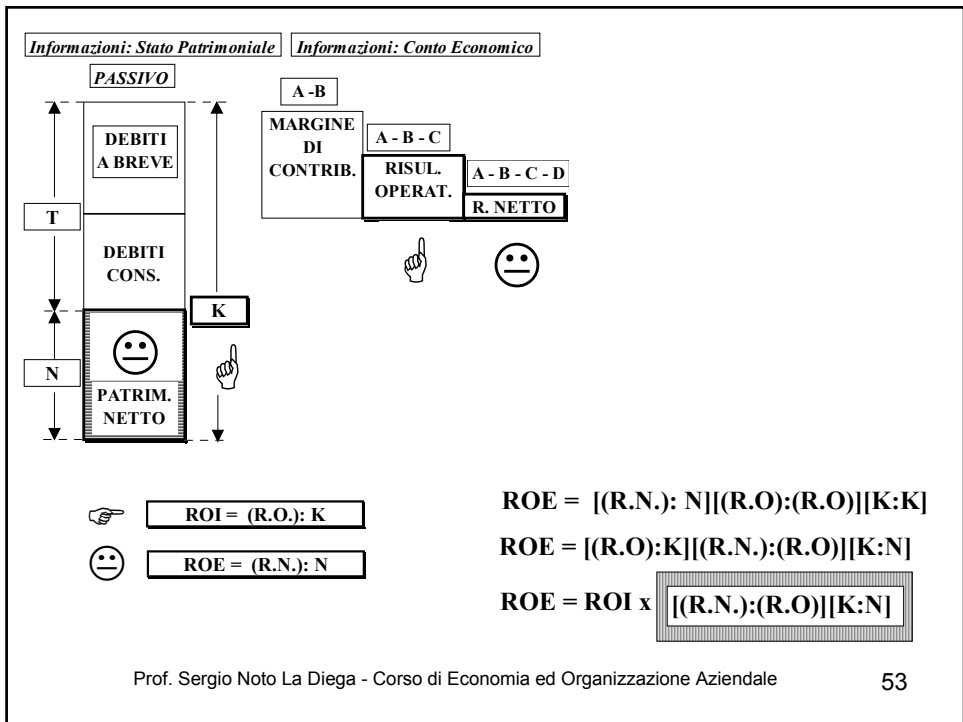 Informazioni: Stato Patrimoniale
Informazioni: Conto Economico
PASSIVO
DEBITI
A BREVE
T
DEBITI
CONS.
K
N
PATRIM.
NETTO
A -B
MARGINE
DI
CONTRIB.
A - B - C
RISUL.
OPERAT.
A - B - C - D
R. NETTO
ROI = (R.O.): K
ROE = (R.N.): N
ROE = [(R.N.): N][(R.O):(R.O)][K:K]
ROE = [(R.O):K][(R.N.):(R.O)][K:N]
ROE = ROI x [(R.N.):(R.O)][K:N]
Prof. Sergio Noto La Diega - Corso di Economia ed Organizzazione Aziendale
53